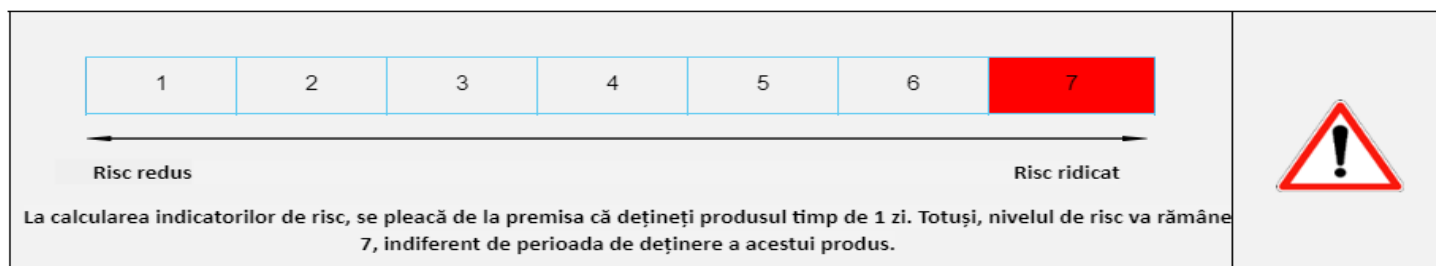 1 2 3 4 5 6 7
Risc redus Risc ridicat
La calcularea indicatorilor de risc, se pleacă de la premisa că dețineți produsul timp de 1 zi. Totuși, nivelul de risc va rămâne
7, indiferent de perioada de deținere a acestui produs.